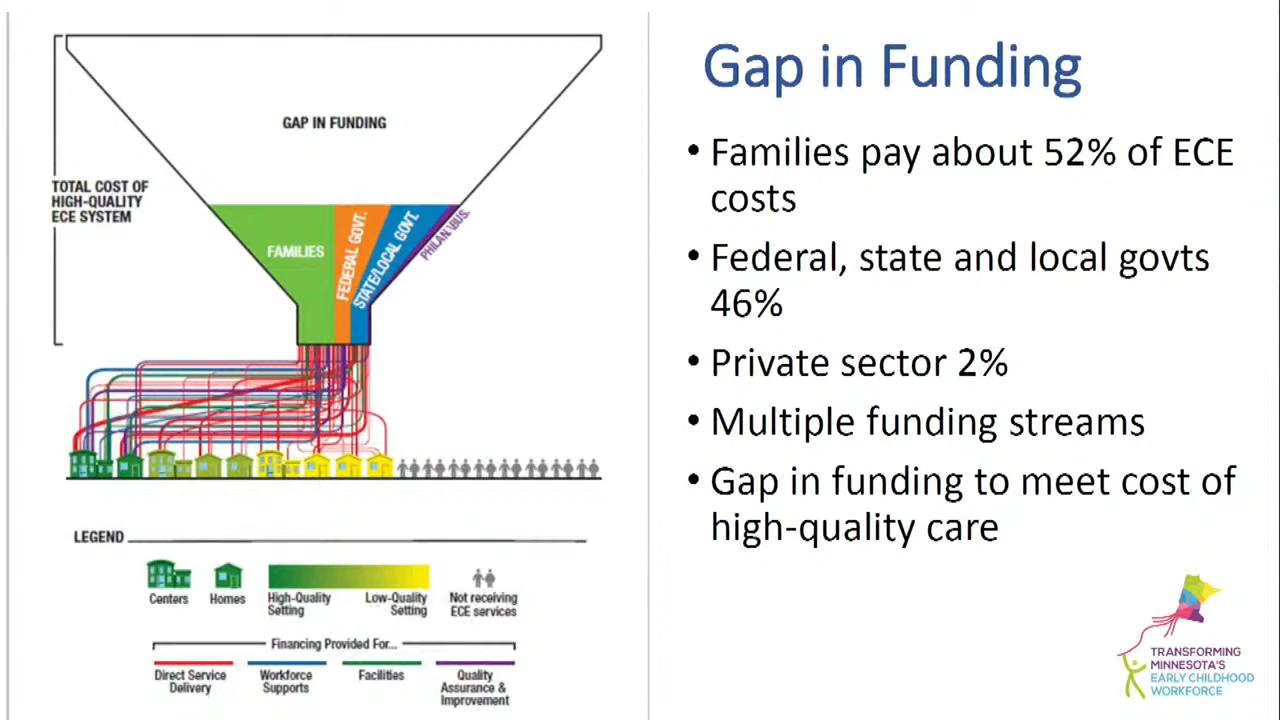 GAP IN FUNDING
TOTAL COST OF
HIGH-QUALITY
ECE SYSTEM
FAMILIES
FEDERAL GOVT.
STATE/LOCAL GOVT.
LEGEND
Centers
Homes
High-Quality
Setting
Low-Quality
Setting
Not receiving
ECE services
Financing Provided For...
Direct Service
Delivery
Workforce
Supports
Facilities
Quality
Assurance &
Improvement
Gap in Funding
• Families pay about 52% of ECE
costs
• Federal, state and local govts
46%
• Private sector 2%
• Multiple funding streams
• Gap in funding to meet cost of
high-quality care
TRANSFORMING
MINNESOTA'S
EARLY CHILDHOOD
WORKFORCE